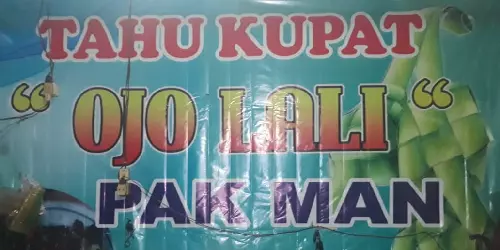 TAHU KUPAT
“ OJO LALI “
PAK MAN